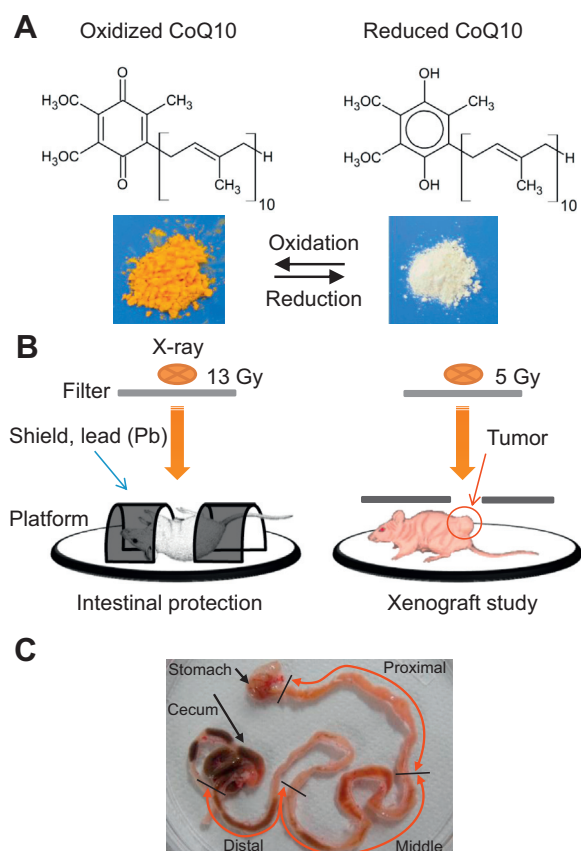 A
Oxidized CoQ10
Reduced CoQ10
O
H₃CO
CH₃
H₃CO
O
CH₃
H
10
OH
H₃CO
CH₃
H₃CO
OH
CH₃
H
10
Oxidation
Reduction
B
X-ray
13 Gy
Filter
Shield, lead (Pb)
Platform
Intestinal protection
5 Gy
Tumor
Xenograft study
C
Stomach
Proximal
Cecum
Distal
Middle